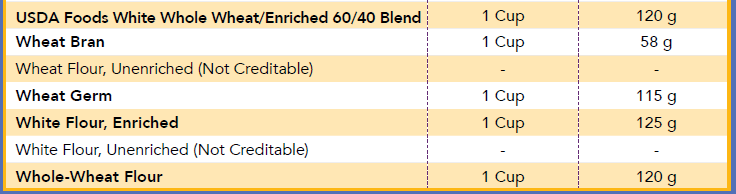 USDA Foods White Whole Wheat/Enriched 60/40 Blend 1 Cup 120 g
Wheat Bran 1 Cup 58 g
Wheat Flour, Unenriched (Not Creditable) - -
Wheat Germ 1 Cup 115 g
White Flour, Enriched 1 Cup 125 g
White Flour, Unenriched (Not Creditable) - -
Whole-Wheat Flour 1 Cup 120 g